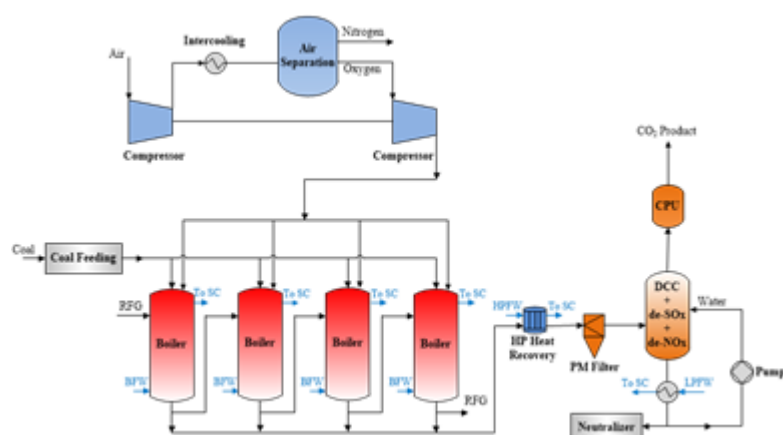 Nitrogen
Intercooling
Air
Air
Separation
Oxygen
Compressor
Compressor
CO2 Product
CPU
Coal
Coal Feeding
To SC
To SC
To SC
To SC
HPFW
To SC
DCC
+
de-SOx
+
de-NOx
Water
RFG
Boiler
Boiler
Boiler
Boiler
HP Heat
Recovery
PM Filter
Pump
BFW
BFW
BFW
BFW
To SC
LPFW
RFG
Neutralizer